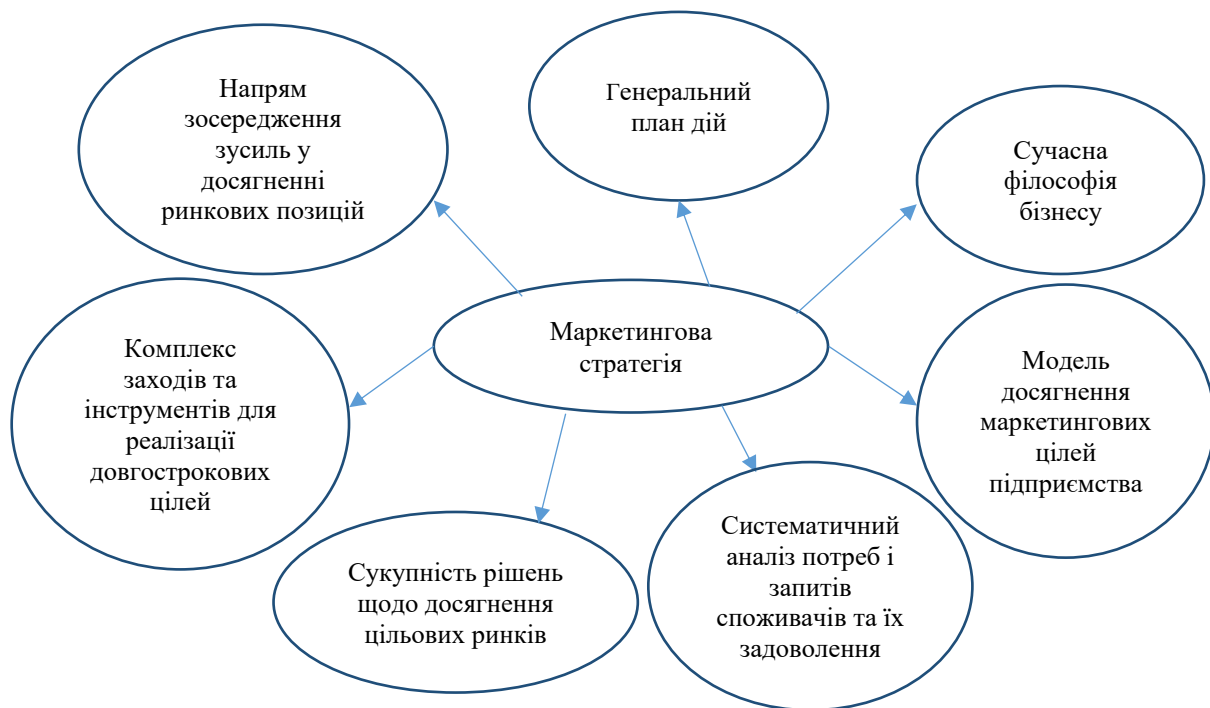 Напрям
зосередження
зусиль у
досягненні
ринкових позицій
Генеральний
план дій
Сучасна
філософія
бізнесу
Маркетингова
стратегія
Комплекс
заходів та
інструментів для
реалізації
довгострокових
цілей
Модель
досягнення
маркетингових
цілей
підприємства
Сукупність рішень
щодо досягнення
цільових ринків
Систематичний
аналіз потреб і
запитів
споживачів та їх
задоволення